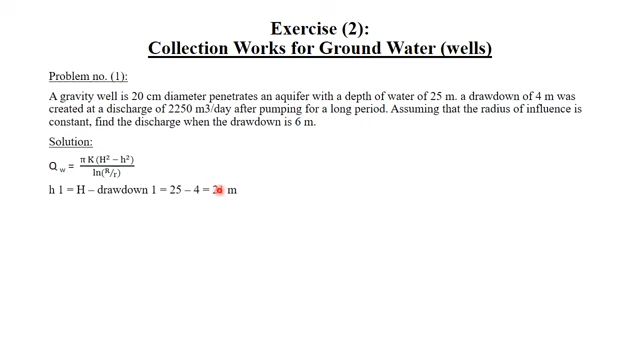 Exercise (2):
Collection Works for Ground Water (wells)
Problem no. (1):
A gravity well is 20 cm diameter penetrates an aquifer with a depth of water of 25 m. a drawdown of 4 m was
created at a discharge of 2250 m3/day after pumping for a long period. Assuming that the radius of influence is
constant, find the discharge when the drawdown is 6 m.
Solution:
Q w = π K (H² − h²) / ln(R/r)
h 1 = H – drawdown 1 = 25 – 4 = m